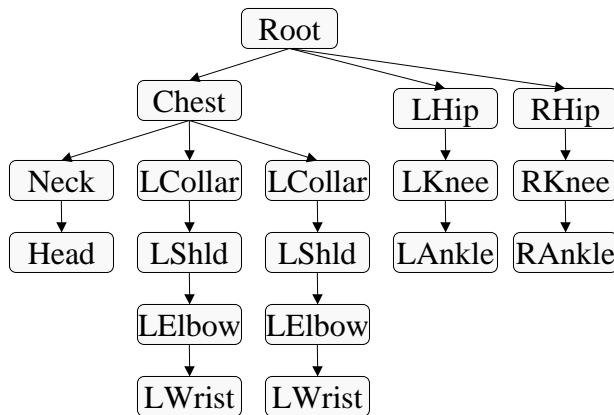 Root
Chest LHip RHip
Neck LCollar LCollar LKnee RKnee
Head LShld LShld LAnkle RAnkle
LElbow LElbow
LWrist LWrist